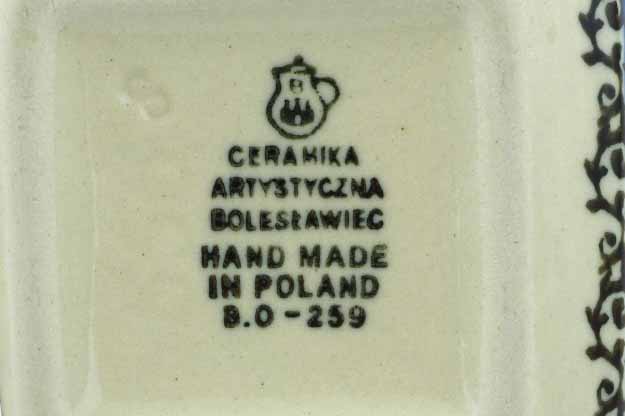 CERAMIKA
ARTYSTYCZNA
BOLESŁAWIEC
HAND MADE
IN POLAND
B.O-259